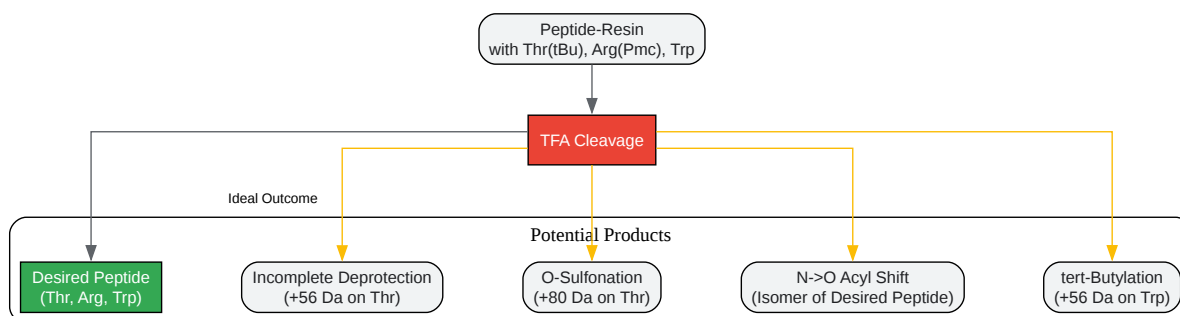 Peptide-Resin
with Thr(tBu), Arg(Pmc), Trp
TFA Cleavage
Ideal Outcome
Potential Products
Desired Peptide
(Thr, Arg, Trp)
Incomplete Deprotection
(+56 Da on Thr)
O-Sulfonation
(+80 Da on Thr)
N->O Acyl Shift
(Isomer of Desired Peptide)
tert-Butylation
(+56 Da on Trp)